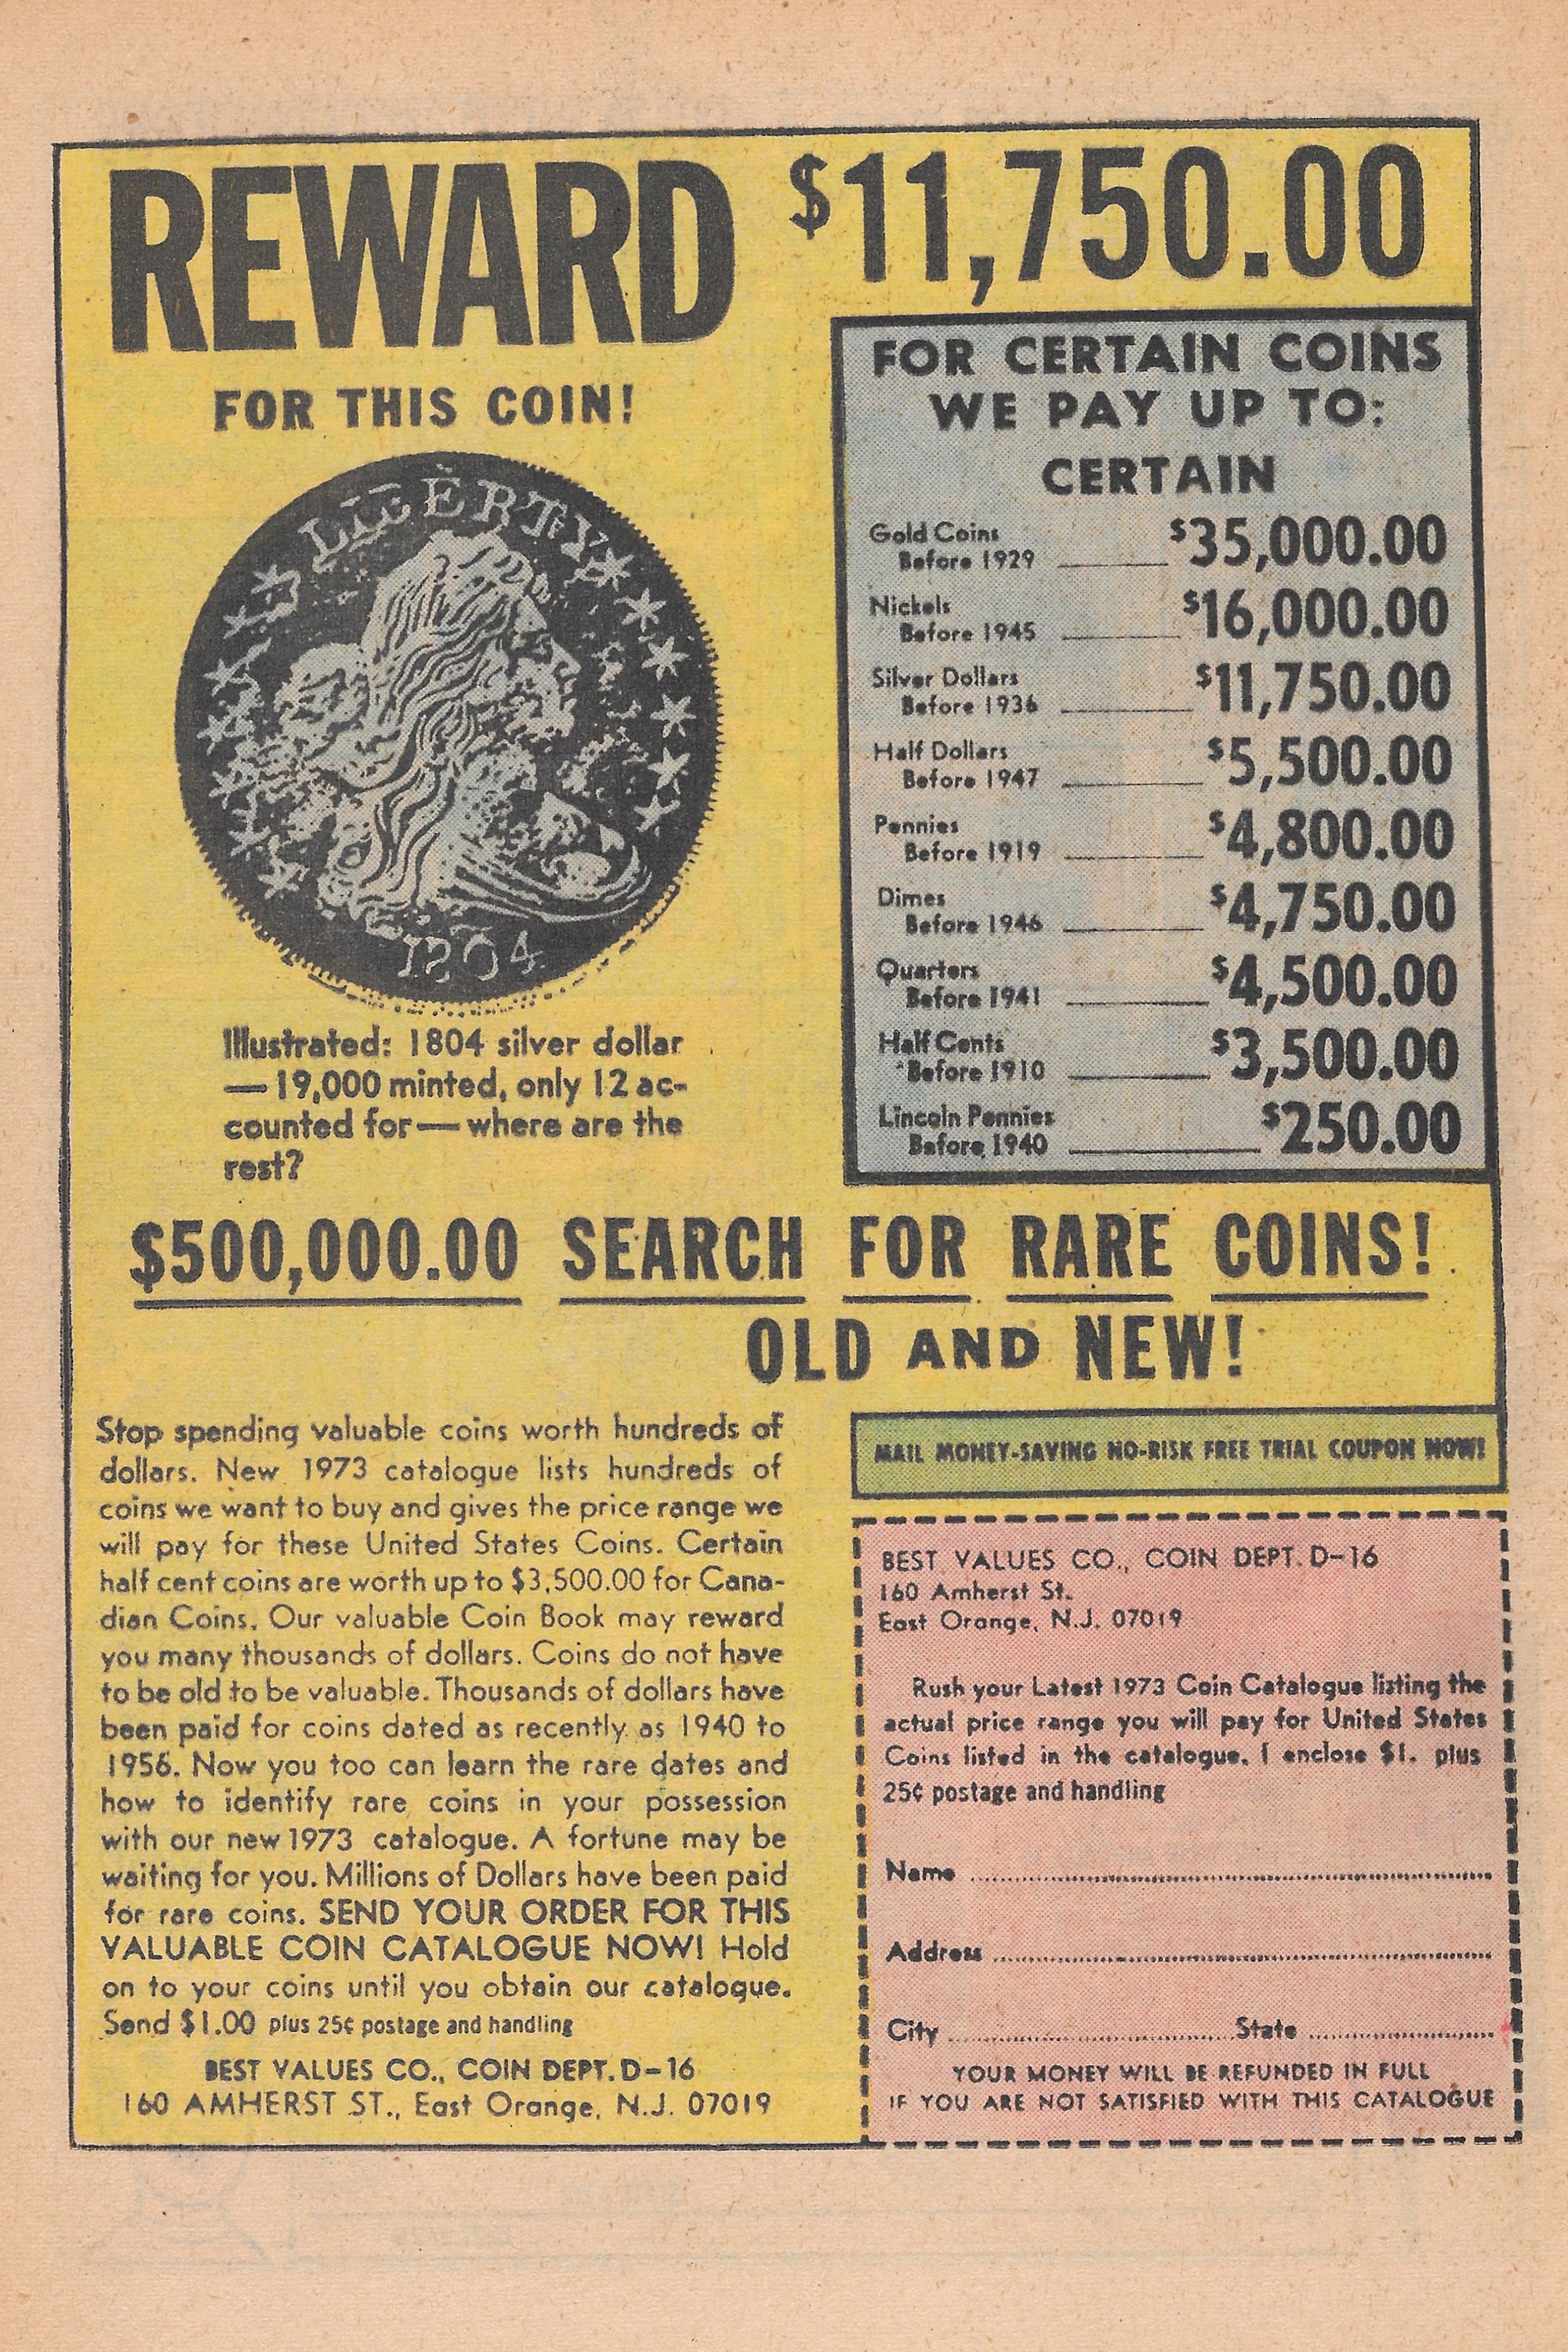 REWARD $11,750.00
FOR THIS COIN!
LIBERTY
1804
Illustrated: 1804 silver dollar
— 19,000 minted, only 12 ac-
counted for — where are the
rest?
FOR CERTAIN COINS
WE PAY UP TO:
CERTAIN
Gold Coins
Before 1929 $35,000.00
Nickels
Before 1945 $16,000.00
Silver Dollars
Before 1936 $11,750.00
Half Dollars
Before 1947 $5,500.00
Pennies
Before 1919 $4,800.00
Dimes
Before 1946 $4,750.00
Quarters
Before 1941 $4,500.00
Half Cents
Before 1910 $3,500.00
Lincoln Pennies
Before 1940 $250.00
$500,000.00 SEARCH FOR RARE COINS!
OLD AND NEW!
Stop spending valuable coins worth hundreds of
dollars. New 1973 catalogue lists hundreds of
coins we want to buy and gives the price range we
will pay for these United States Coins. Certain
half cent coins are worth up to $3,500.00 for Cana-
dian Coins. Our valuable Coin Book may reward
you many thousands of dollars. Coins do not have
to be old to be valuable. Thousands of dollars have
been paid for coins dated as recently as 1940 to
1956. Now you too can learn the rare dates and
how to identify rare coins in your possession
with our new 1973 catalogue. A fortune may be
waiting for you. Millions of Dollars have been paid
for rare coins. SEND YOUR ORDER FOR THIS
VALUABLE COIN CATALOGUE NOW! Hold
on to your coins until you obtain our catalogue.
Send $1.00 plus 25¢ postage and handling
BEST VALUES CO., COIN DEPT. D-16
160 AMHERST ST., East Orange, N.J. 07019
MAIL MONEY-SAVING NO-RISK FREE TRIAL COUPON NOW!
BEST VALUES CO., COIN DEPT. D-16
160 Amherst St.
East Orange, N.J. 07019
Rush your Latest 1973 Coin Catalogue listing the
actual price range you will pay for United States
Coins listed in the catalogue. I enclose $1. plus
25¢ postage and handling
Name
Address
City State
YOUR MONEY WILL BE REFUNDED IN FULL
IF YOU ARE NOT SATISFIED WITH THIS CATALOGUE